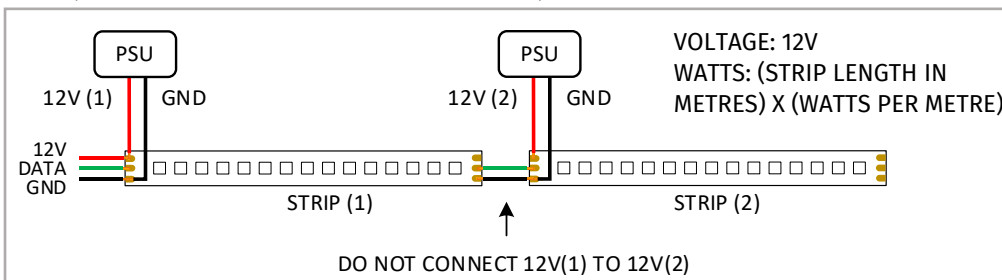 PSU
PSU
VOLTAGE: 12V
WATTS: (STRIP LENGTH IN
METRES) X (WATTS PER METRE)
12V (1)
GND
12V (2)
GND
12V
DATA
GND
STRIP (1)
STRIP (2)
DO NOT CONNECT 12V(1) TO 12V(2)